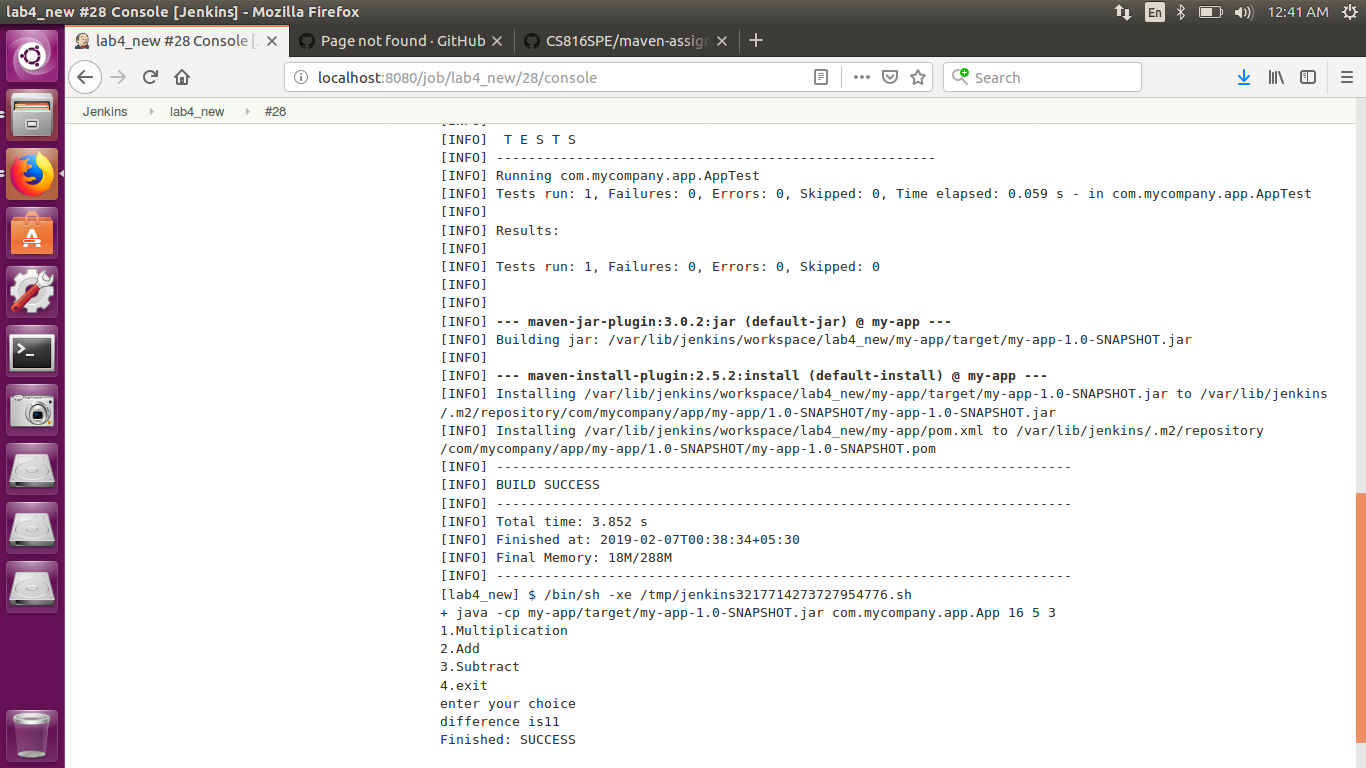 lab4_new #28 Console [Jenkins] - Mozilla Firefox
En
12:41 AM
lab4_new #28 Console [
Page not found · GitHub
CS816SPE/maven-assig
localhost:8080/job/lab4_new/28/console
Search
Jenkins
lab4_new
#28
[INFO]  T E S T S
[INFO] -------------------------------------------------------
[INFO] Running com.mycompany.app.AppTest
[INFO] Tests run: 1, Failures: 0, Errors: 0, Skipped: 0, Time elapsed: 0.059 s - in com.mycompany.app.AppTest
[INFO]
[INFO] Results:
[INFO]
[INFO] Tests run: 1, Failures: 0, Errors: 0, Skipped: 0
[INFO]
[INFO]
[INFO] --- maven-jar-plugin:3.0.2:jar (default-jar) @ my-app ---
[INFO] Building jar: /var/lib/jenkins/workspace/lab4_new/my-app/target/my-app-1.0-SNAPSHOT.jar
[INFO]
[INFO] --- maven-install-plugin:2.5.2:install (default-install) @ my-app ---
[INFO] Installing /var/lib/jenkins/workspace/lab4_new/my-app/target/my-app-1.0-SNAPSHOT.jar to /var/lib/jenkins
/.m2/repository/com/mycompany/app/my-app/1.0-SNAPSHOT/my-app-1.0-SNAPSHOT.jar
[INFO] Installing /var/lib/jenkins/workspace/lab4_new/my-app/pom.xml to /var/lib/jenkins/.m2/repository
/com/mycompany/app/my-app/1.0-SNAPSHOT/my-app-1.0-SNAPSHOT.pom
[INFO] ------------------------------------------------------------------------
[INFO] BUILD SUCCESS
[INFO] ------------------------------------------------------------------------
[INFO] Total time: 3.852 s
[INFO] Finished at: 2019-02-07T00:38:34+05:30
[INFO] Final Memory: 18M/288M
[INFO] ------------------------------------------------------------------------
[lab4_new] $ /bin/sh -xe /tmp/jenkins3217714273727954776.sh
+ java -cp my-app/target/my-app-1.0-SNAPSHOT.jar com.mycompany.app.App 16 5 3
1.Multiplication
2.Add
3.Subtract
4.exit
enter your choice
difference is11
Finished: SUCCESS